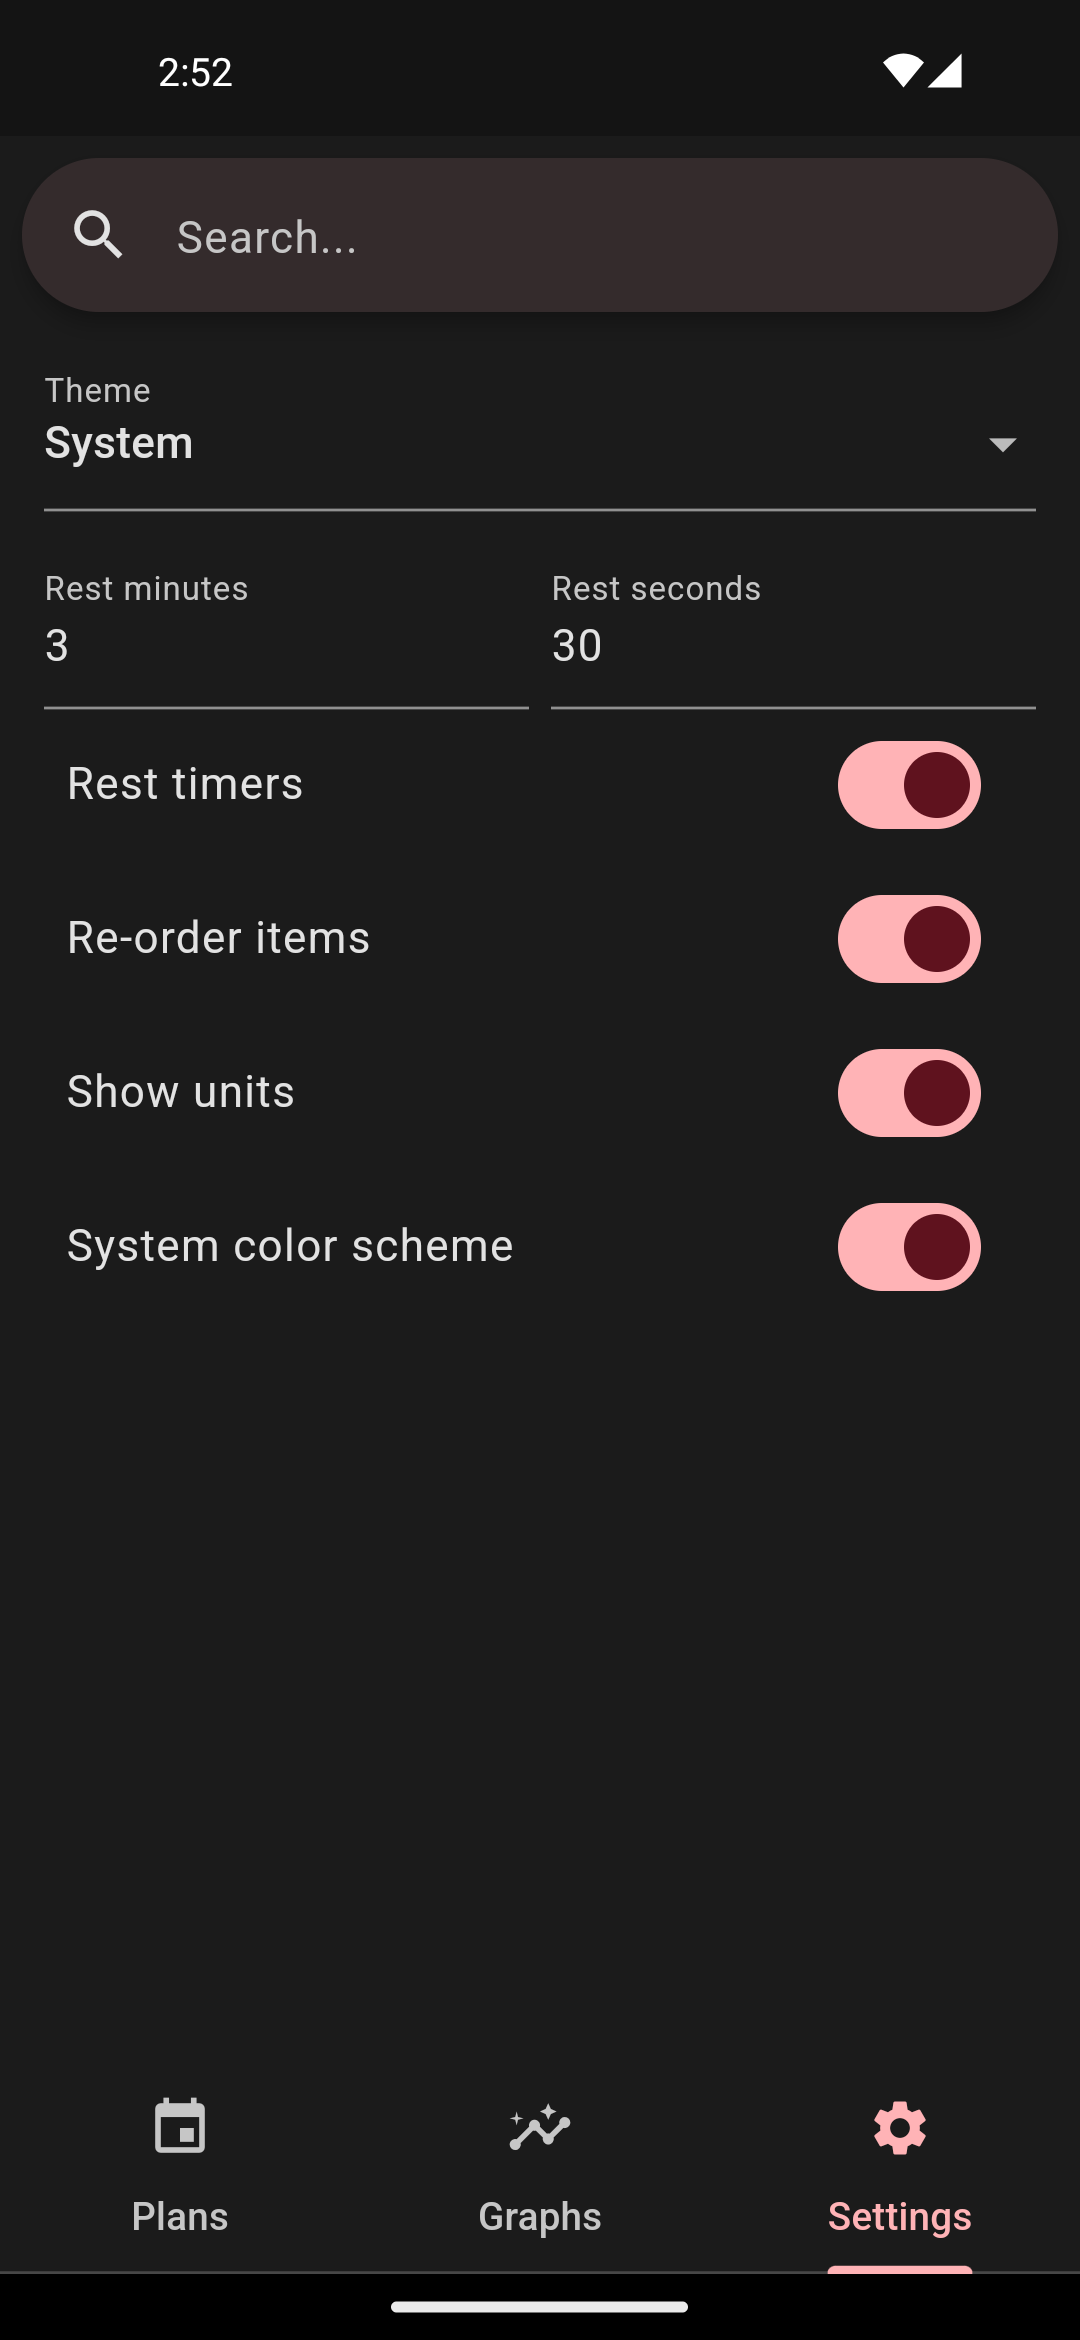 2:52
Search...
Theme
System
Rest minutes
Rest seconds
3
30
Rest timers
Re-order items
Show units
System color scheme
Plans
Graphs
Settings